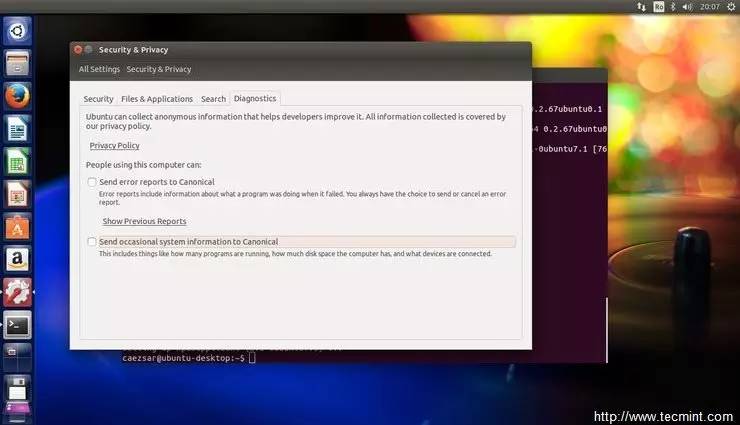 Ro
20:07
Security & Privacy
All Settings Security & Privacy
Security Files & Applications Search Diagnostics
Ubuntu can collect anonymous information that helps developers improve it. All information collected is covered by
our privacy policy.
Privacy Policy
People using this computer can:
Send error reports to Canonical
Error reports include information about what a program was doing when it failed. You always have the choice to send or cancel an error
report.
Show Previous Reports
Send occasional system information to Canonical
This includes things like how many programs are running, how much disk space the computer has, and what devices are connected.
0.2.67ubuntu0.1
64 0.2.67ubuntu0
-0ubuntu7.1 [76
caezsar@ubuntu-desktop:~$
http://www.tecmint.com